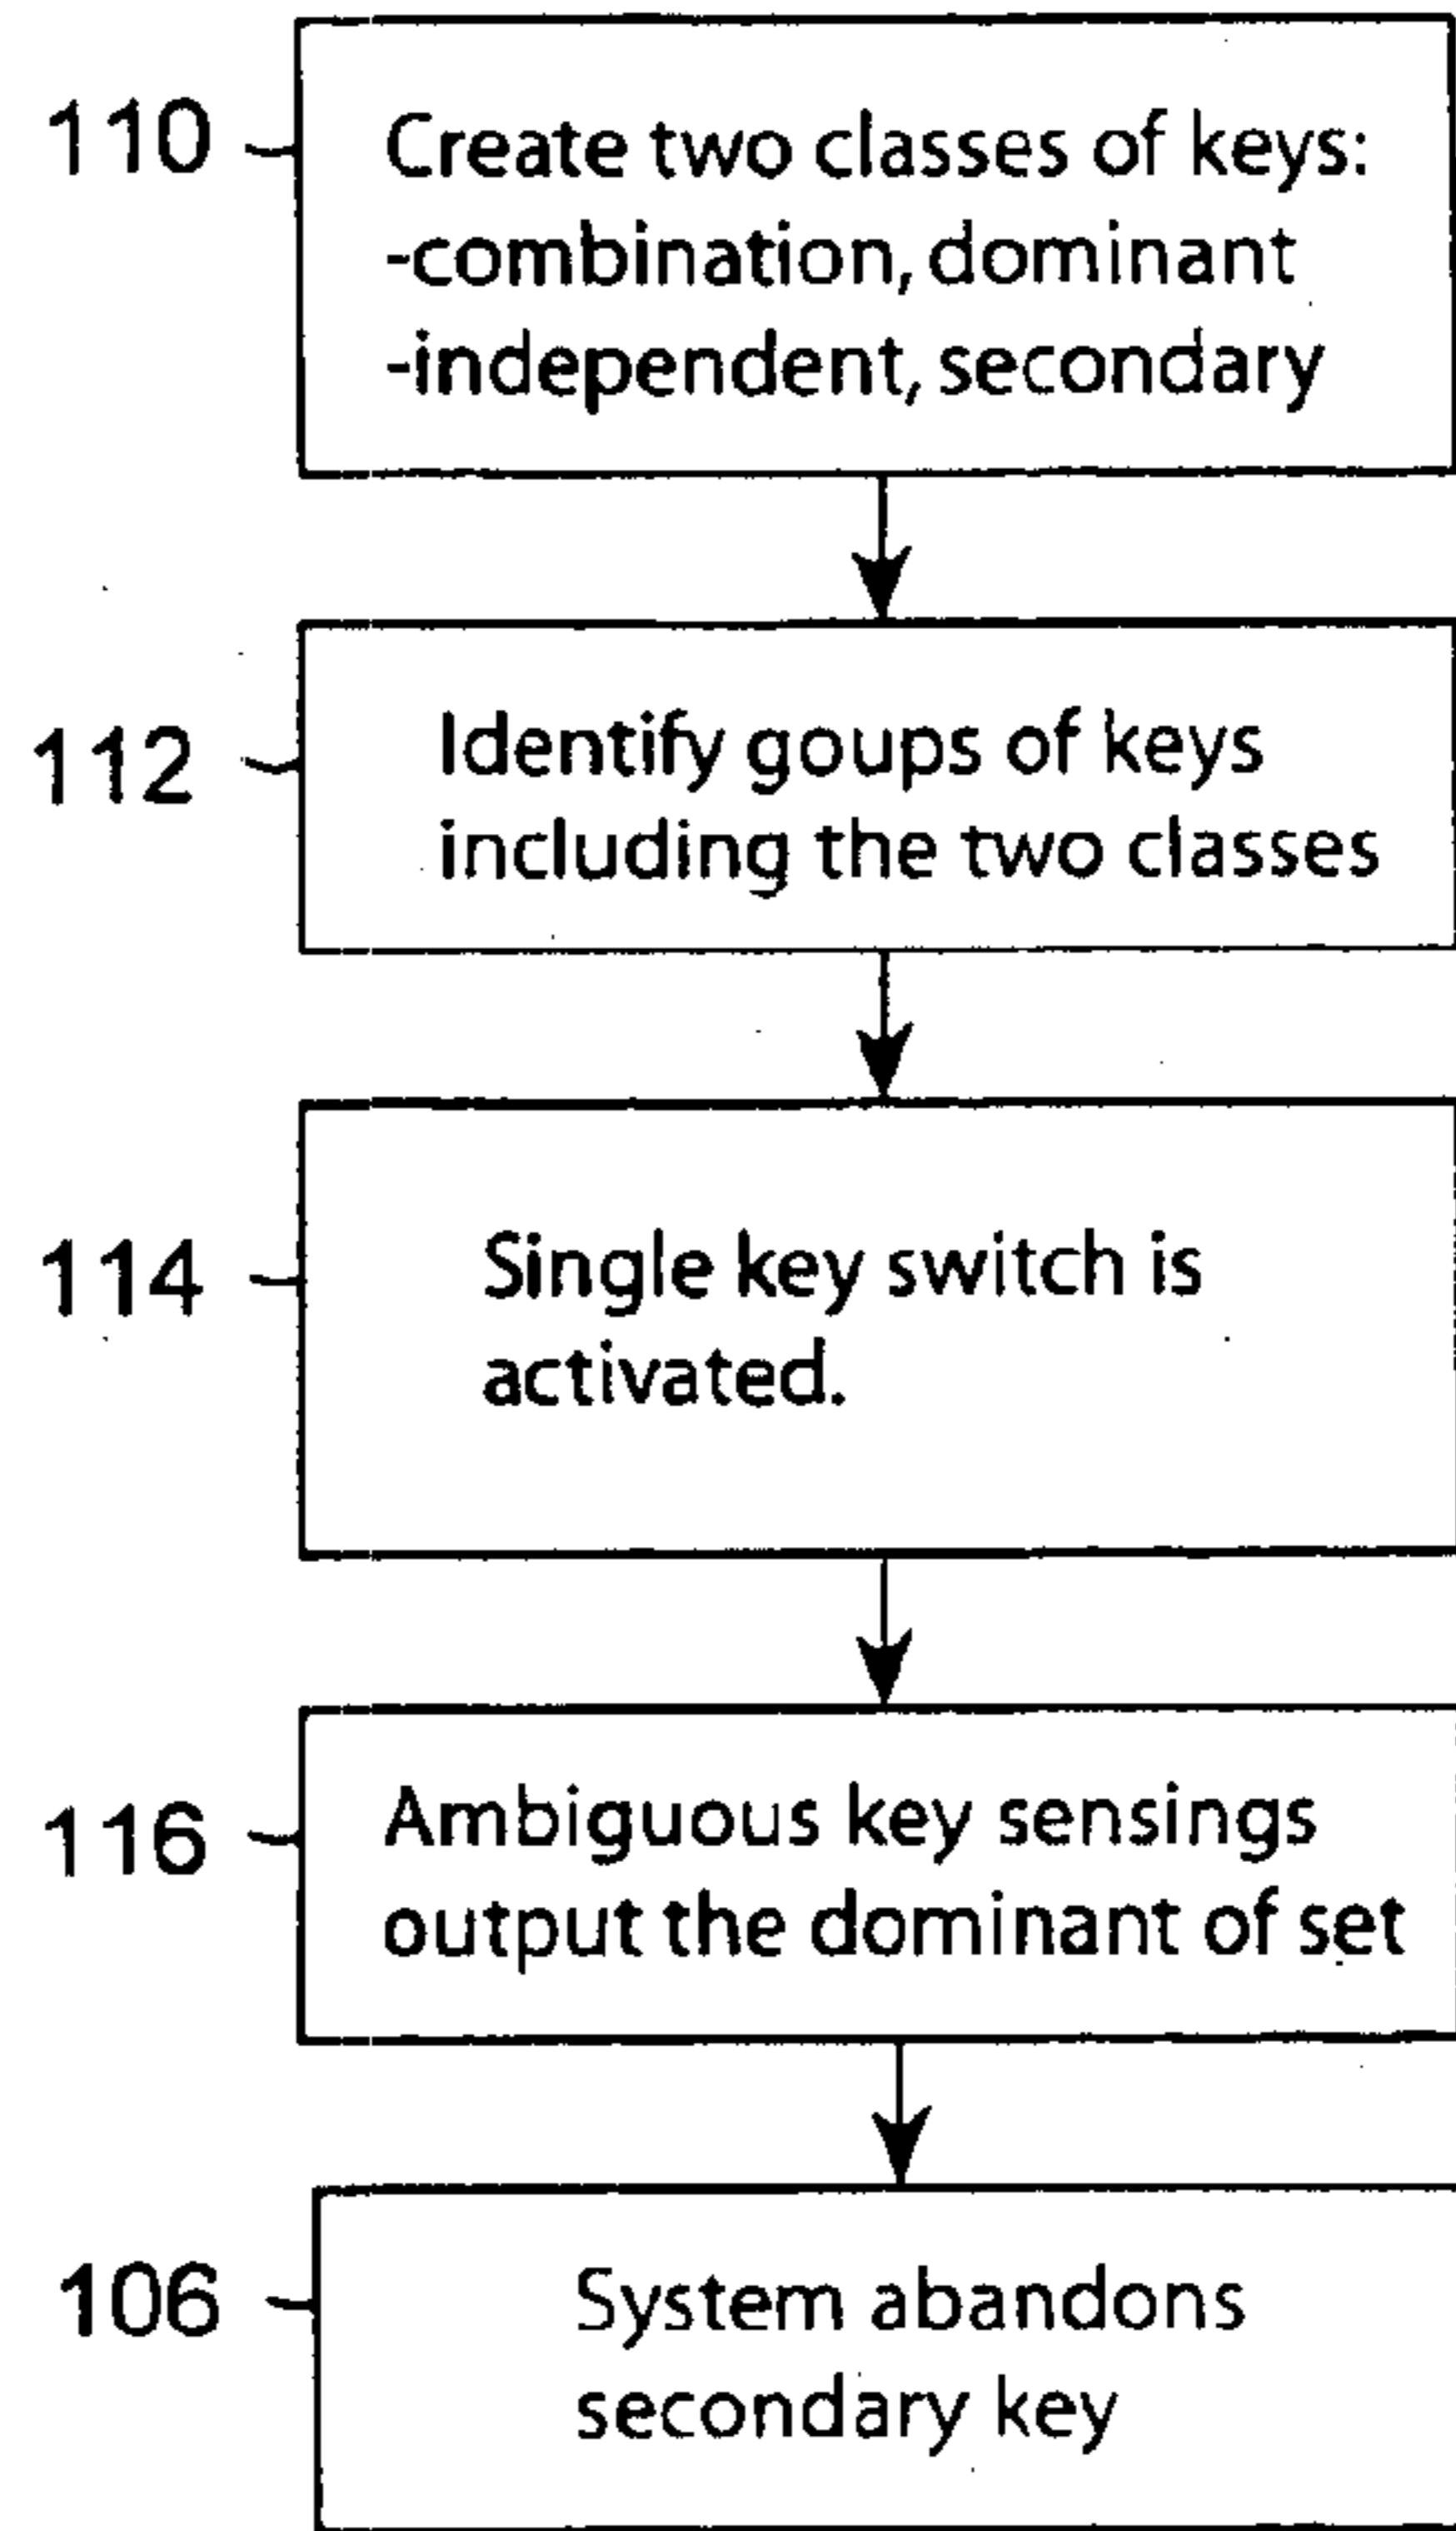 110
Create two classes of keys:
-combination, dominant
-independent, secondary
112
Identify goups of keys
including the two classes
114
Single key switch is
activated.
116
Ambiguous key sensings
output the dominant of set
106
System abandons
secondary key